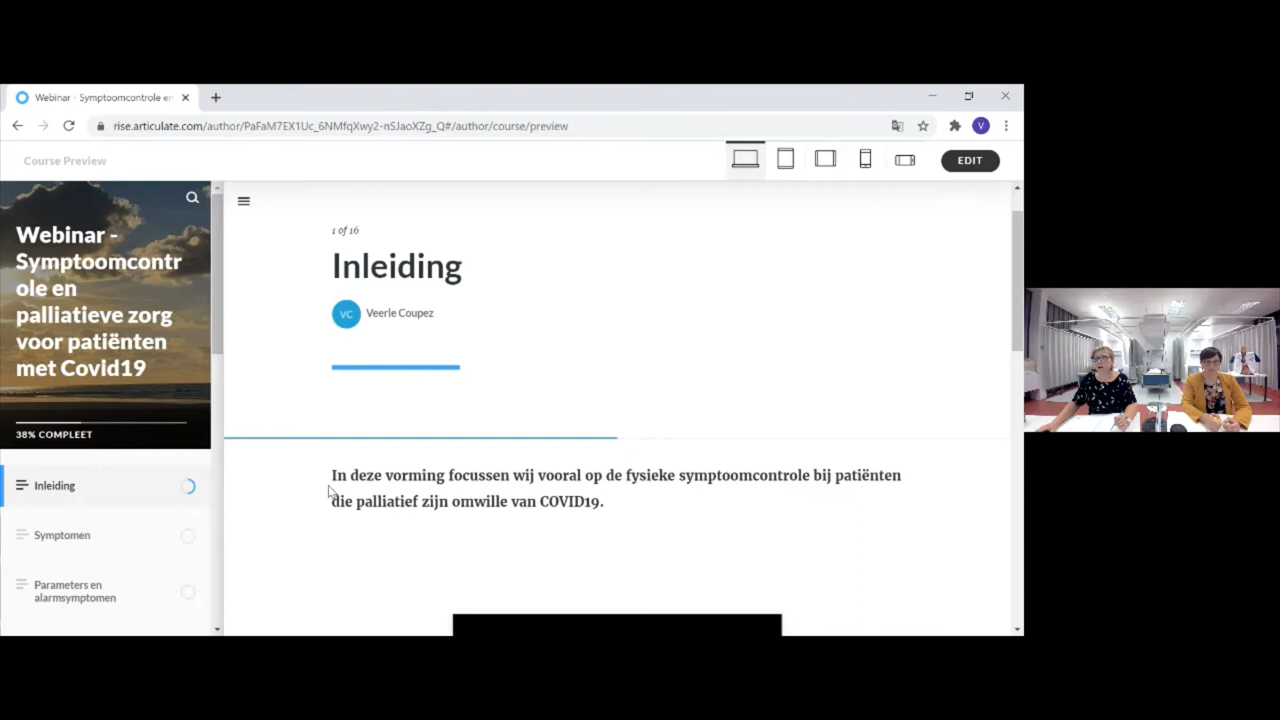 Webinar - Symptoomcontrole en
rise.articulate.com/author/PaFaM7EX1Uc_6NMfqXwy2-nSJaoXZg_Q#/author/course/preview
V
Course Preview
EDIT
Webinar -
Symptoomcontr
ole en
palliatieve zorg
voor patiënten
met Covid19
38% COMPLEET
Inleiding
Symptomen
Parameters en
alarmsymptomen
1 of 16
Inleiding
VC
Veerle Coupez
In deze vorming focussen wij vooral op de fysieke symptoomcontrole bij patiënten
die palliatief zijn omwille van COVID19.